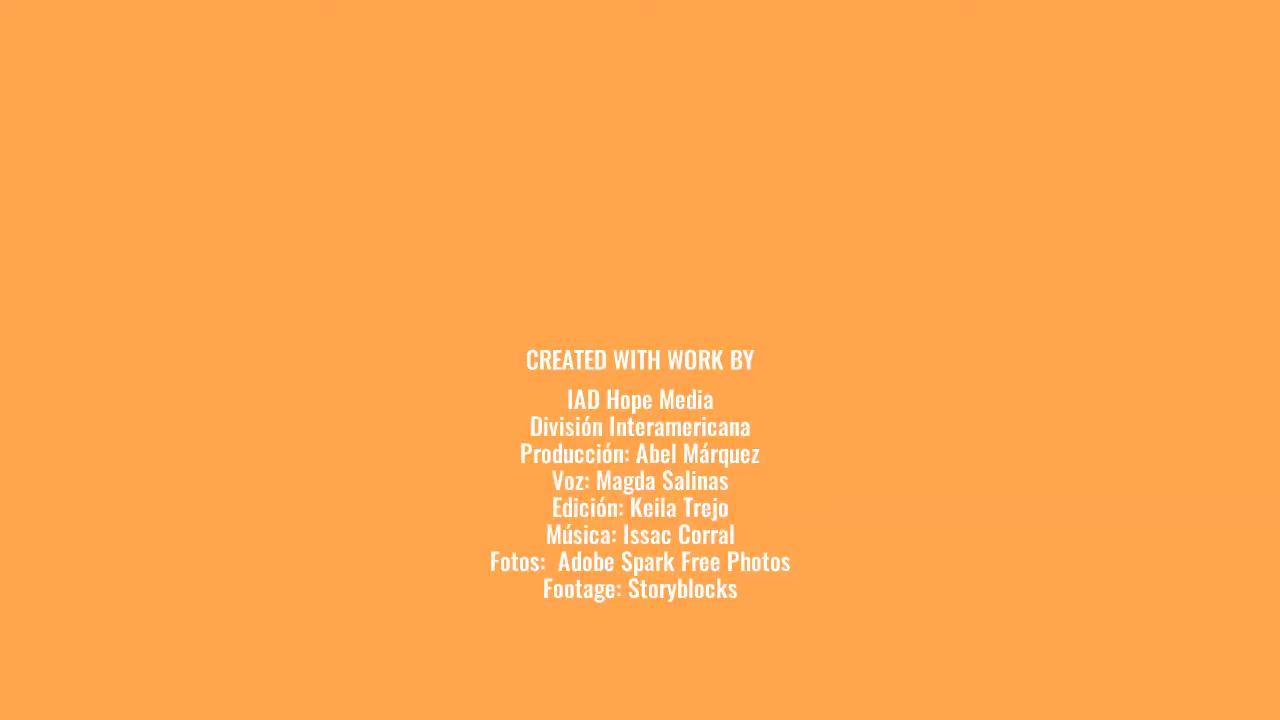 CREATED WITH WORK BY
IAD Hope Media
División Interamericana
Producción: Abel Márquez
Voz: Magda Salinas
Edición: Keila Trejo
Música: Issac Corral
Fotos:  Adobe Spark Free Photos
Footage: Storyblocks